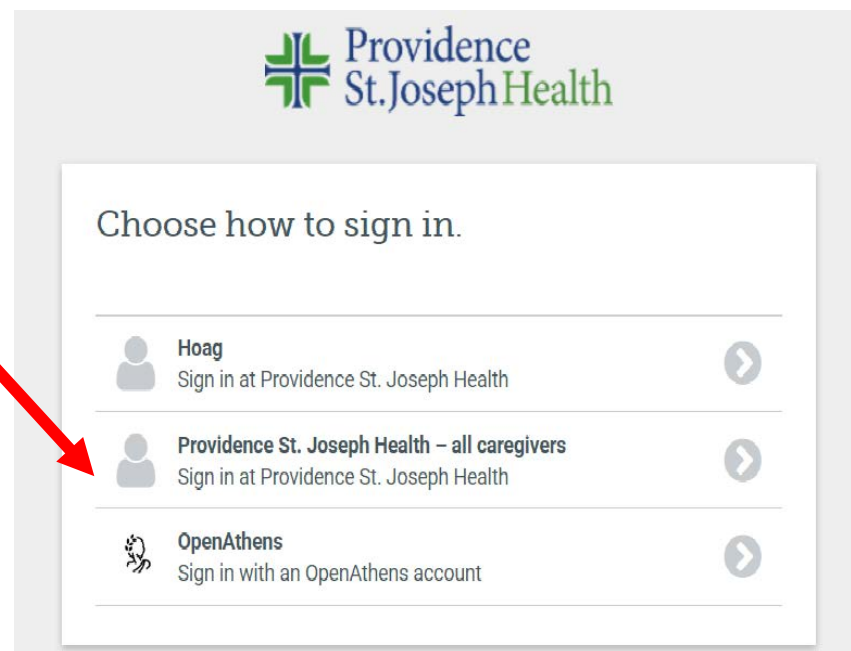 Providence
St.Joseph Health
Choose how to sign in.
Hoag
Sign in at Providence St. Joseph Health
Providence St. Joseph Health – all caregivers
Sign in at Providence St. Joseph Health
OpenAthens
Sign in with an OpenAthens account